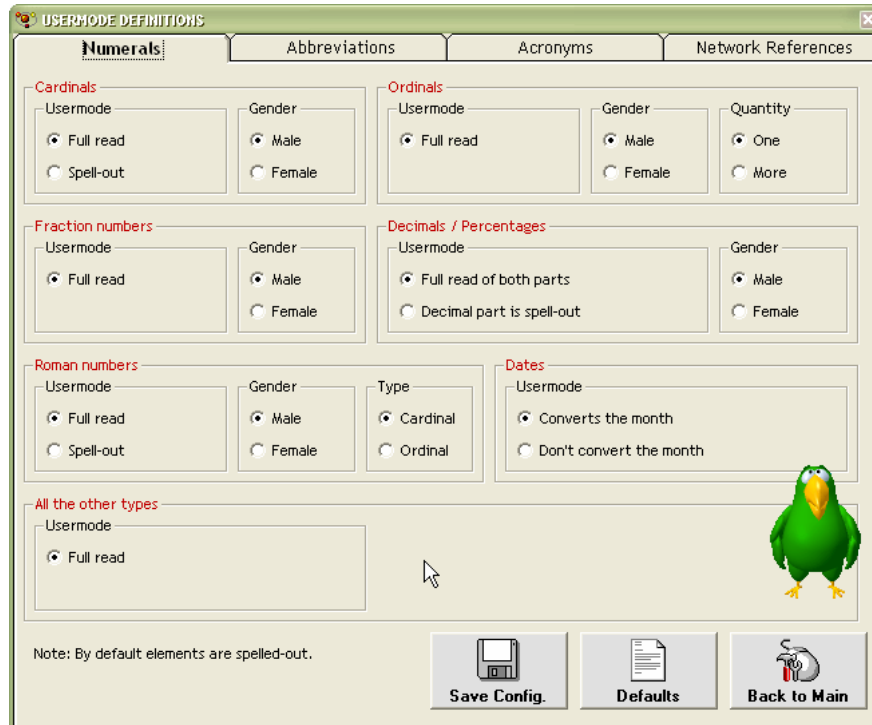 USERMODE DEFINITIONS
Numerals Abbreviations Acronyms Network References
Cardinals Ordinals
Usermode Gender Usermode Gender Quantity
Full read Male Full read Male One
Spell-out Female Female More
Fraction numbers Decimals / Percentages
Usermode Gender Usermode Gender
Full read Male Full read of both parts Male
Female Decimal part is spell-out Female
Roman numbers Dates
Usermode Gender Type Usermode
Full read Male Cardinal Converts the month
Spell-out Female Ordinal Don't convert the month
All the other types
Usermode
Full read
Note: By default elements are spelled-out.
Save Config. Defaults Back to Main